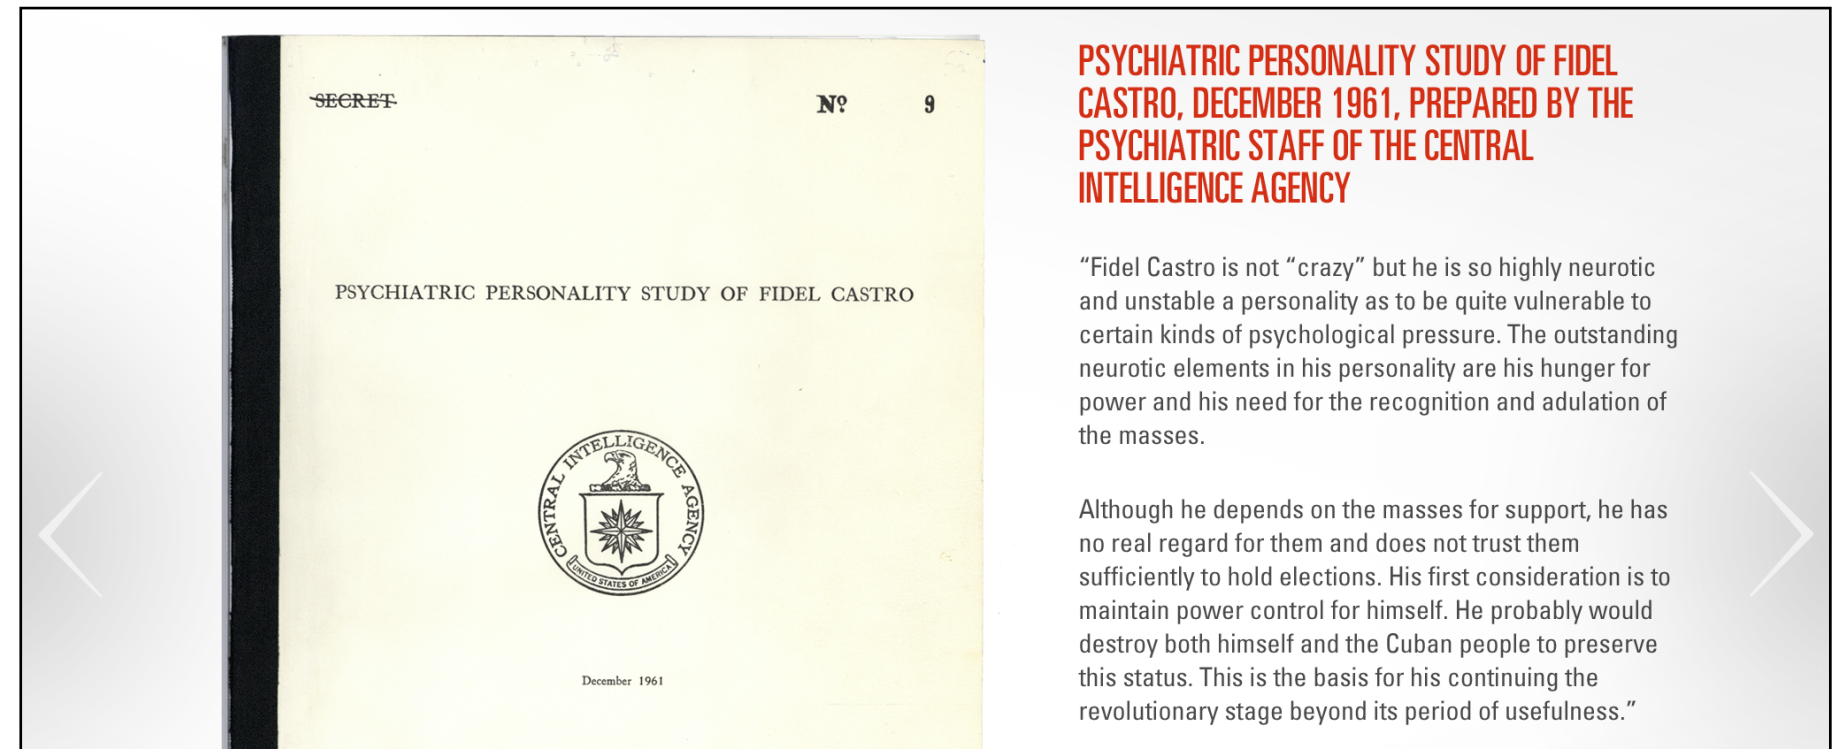 SECRET
Nº 9
PSYCHIATRIC PERSONALITY STUDY OF FIDEL CASTRO
CENTRAL INTELLIGENCE AGENCY
UNITED STATES OF AMERICA
December 1961
PSYCHIATRIC PERSONALITY STUDY OF FIDEL
CASTRO, DECEMBER 1961, PREPARED BY THE
PSYCHIATRIC STAFF OF THE CENTRAL
INTELLIGENCE AGENCY
“Fidel Castro is not “crazy” but he is so highly neurotic
and unstable a personality as to be quite vulnerable to
certain kinds of psychological pressure. The outstanding
neurotic elements in his personality are his hunger for
power and his need for the recognition and adulation of
the masses.
Although he depends on the masses for support, he has
no real regard for them and does not trust them
sufficiently to hold elections. His first consideration is to
maintain power control for himself. He probably would
destroy both himself and the Cuban people to preserve
this status. This is the basis for his continuing the
revolutionary stage beyond its period of usefulness.”